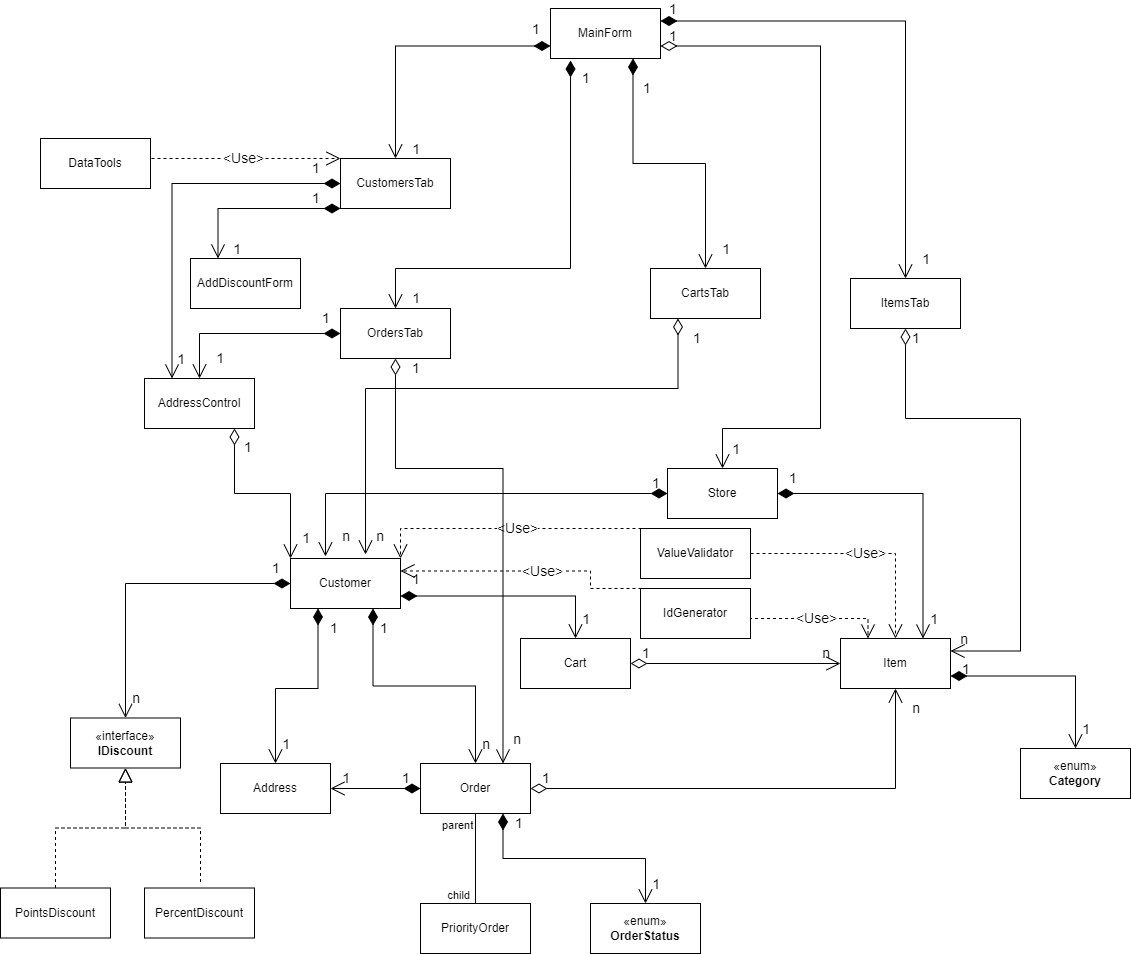 1
MainForm
1
1
1
1
DataTools
<Use>
1
1
CustomersTab
1
1
AddDiscountForm
1
CartsTab
1
ItemsTab
1
1
OrdersTab
1
1
1
1
1
AddressControl
1
1
1
Store
1
1
n
n
<Use>
ValueValidator
<Use>
1
Customer
1
<Use>
IdGenerator
<Use>
1
1
1
1
Cart
1
n
Item
n
1
1
n
n
«interface»
IDiscount
1
n
n
1
«enum»
Category
Address
1
1
Order
1
parent
1
child
1
PointsDiscount
PercentDiscount
PriorityOrder
«enum»
OrderStatus